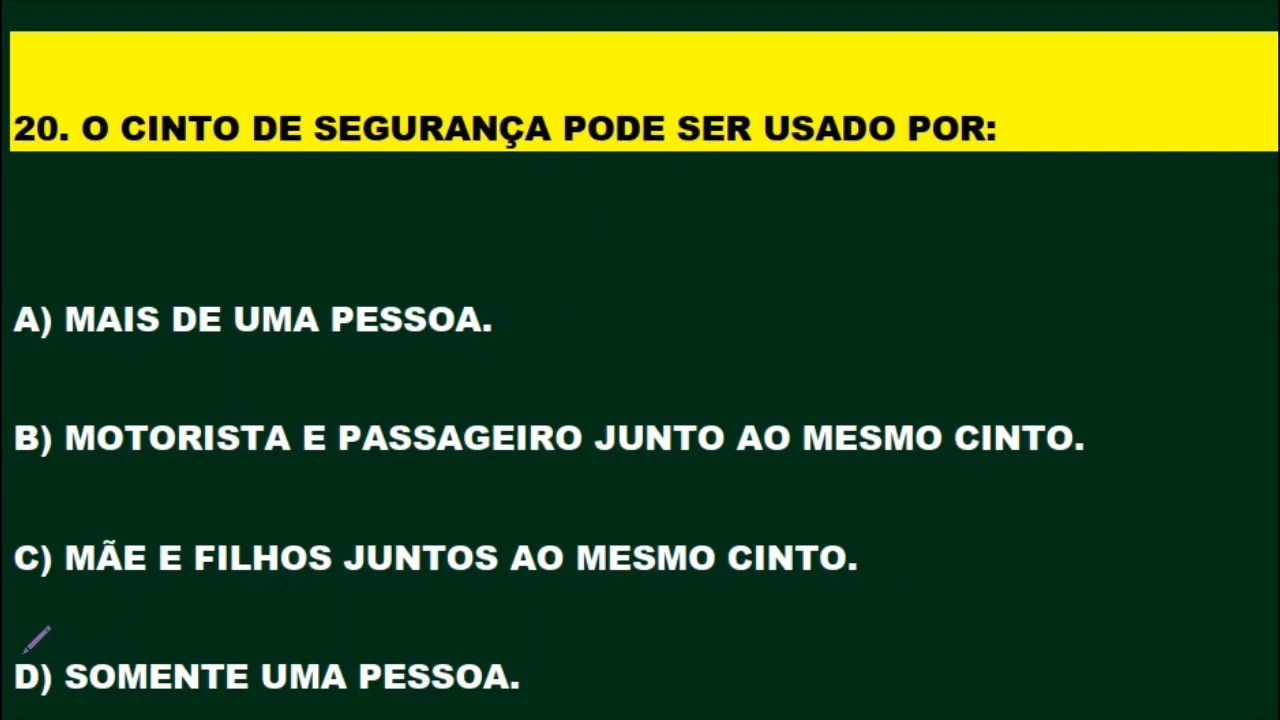 20. O CINTO DE SEGURANÇA PODE SER USADO POR:
A) MAIS DE UMA PESSOA.
B) MOTORISTA E PASSAGEIRO JUNTO AO MESMO CINTO.
C) MÃE E FILHOS JUNTOS AO MESMO CINTO.
D) SOMENTE UMA PESSOA.